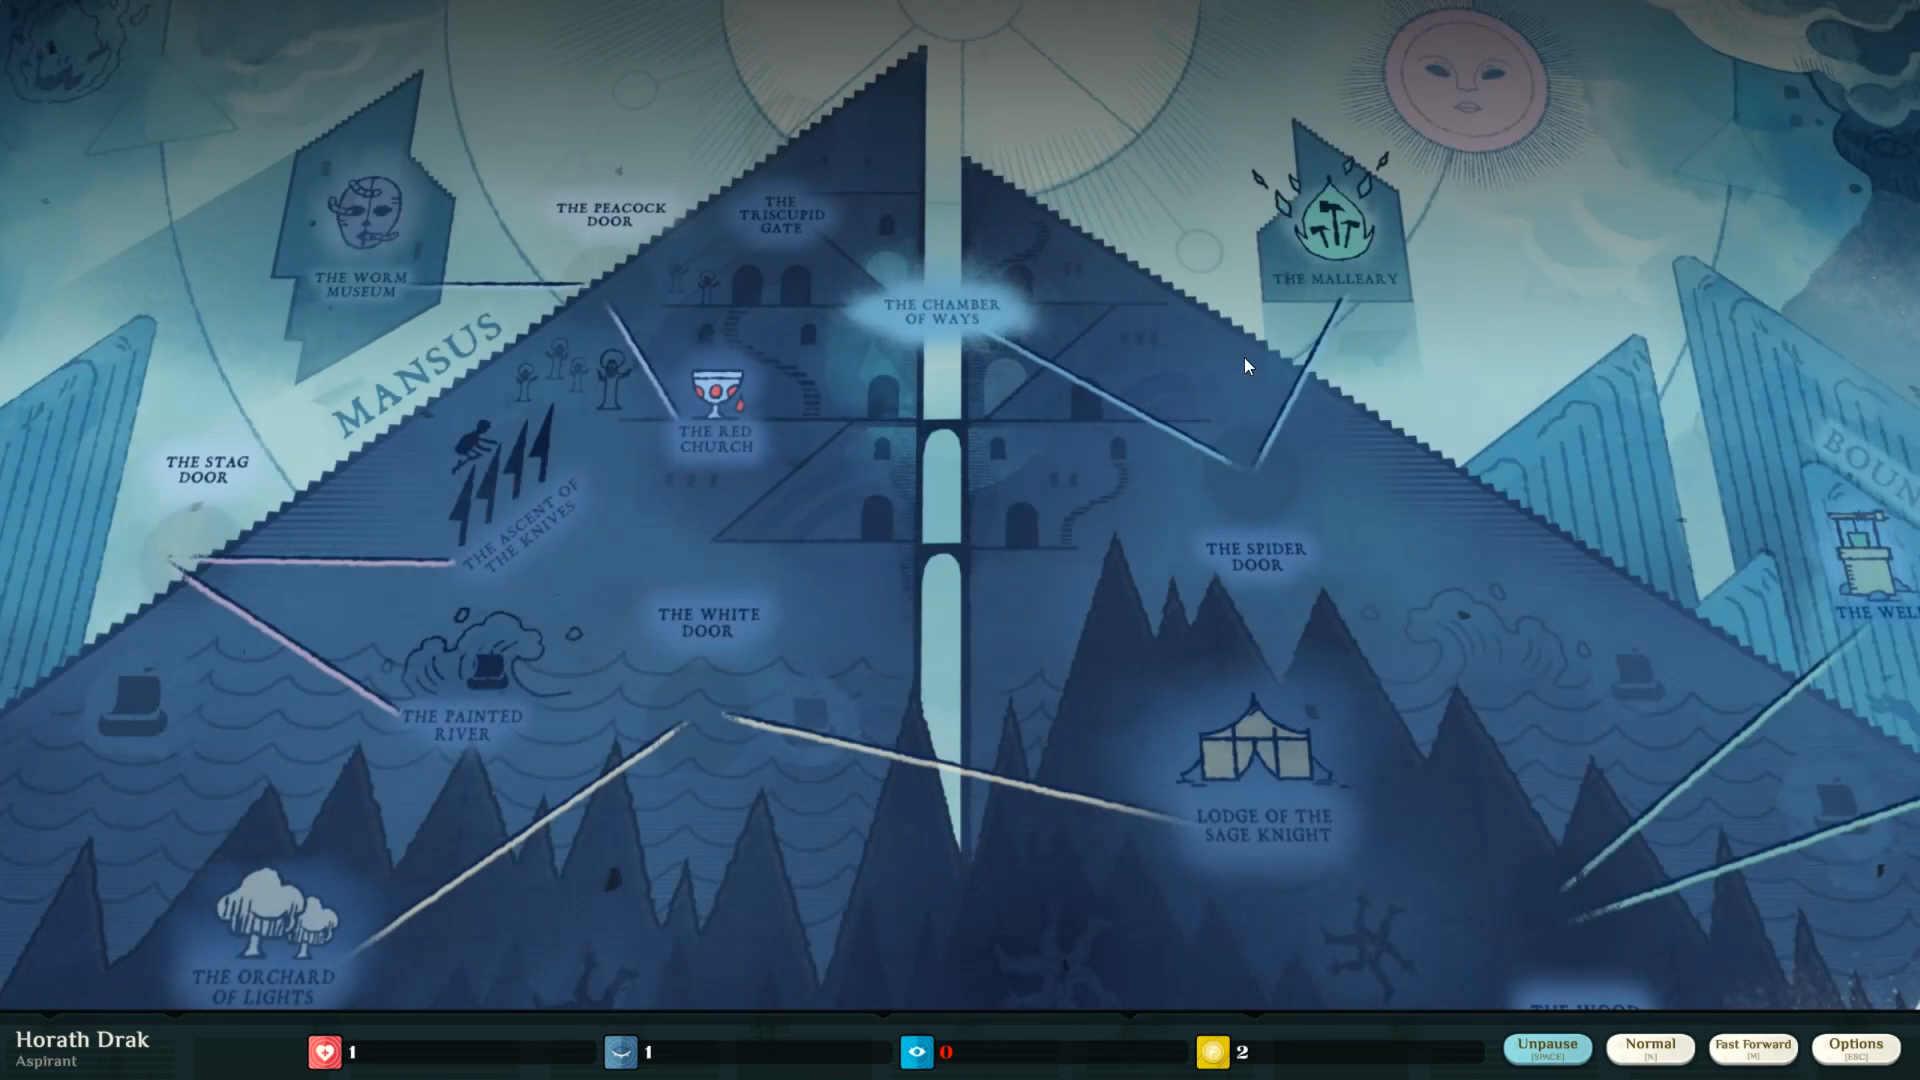 THE PEACOCK
DOOR
THE
TRISCUPID
GATE
THE WORM
MUSEUM
THE MALLEARY
THE CHAMBER
OF WAYS
MANSUS
THE RED
CHURCH
THE STAG
DOOR
THE ASCENT OF
THE KNIVES
BOUN
THE SPIDER
DOOR
THE WHITE
DOOR
THE WEL
THE PAINTED
RIVER
LODGE OF THE
SAGE KNIGHT
THE ORCHARD
OF LIGHTS
THE WOOD
Horath Drak
Aspirant
1
1
0
2
Unpause
[SPACE]
Normal
[N]
Fast Forward
[M]
Options
[ESC]